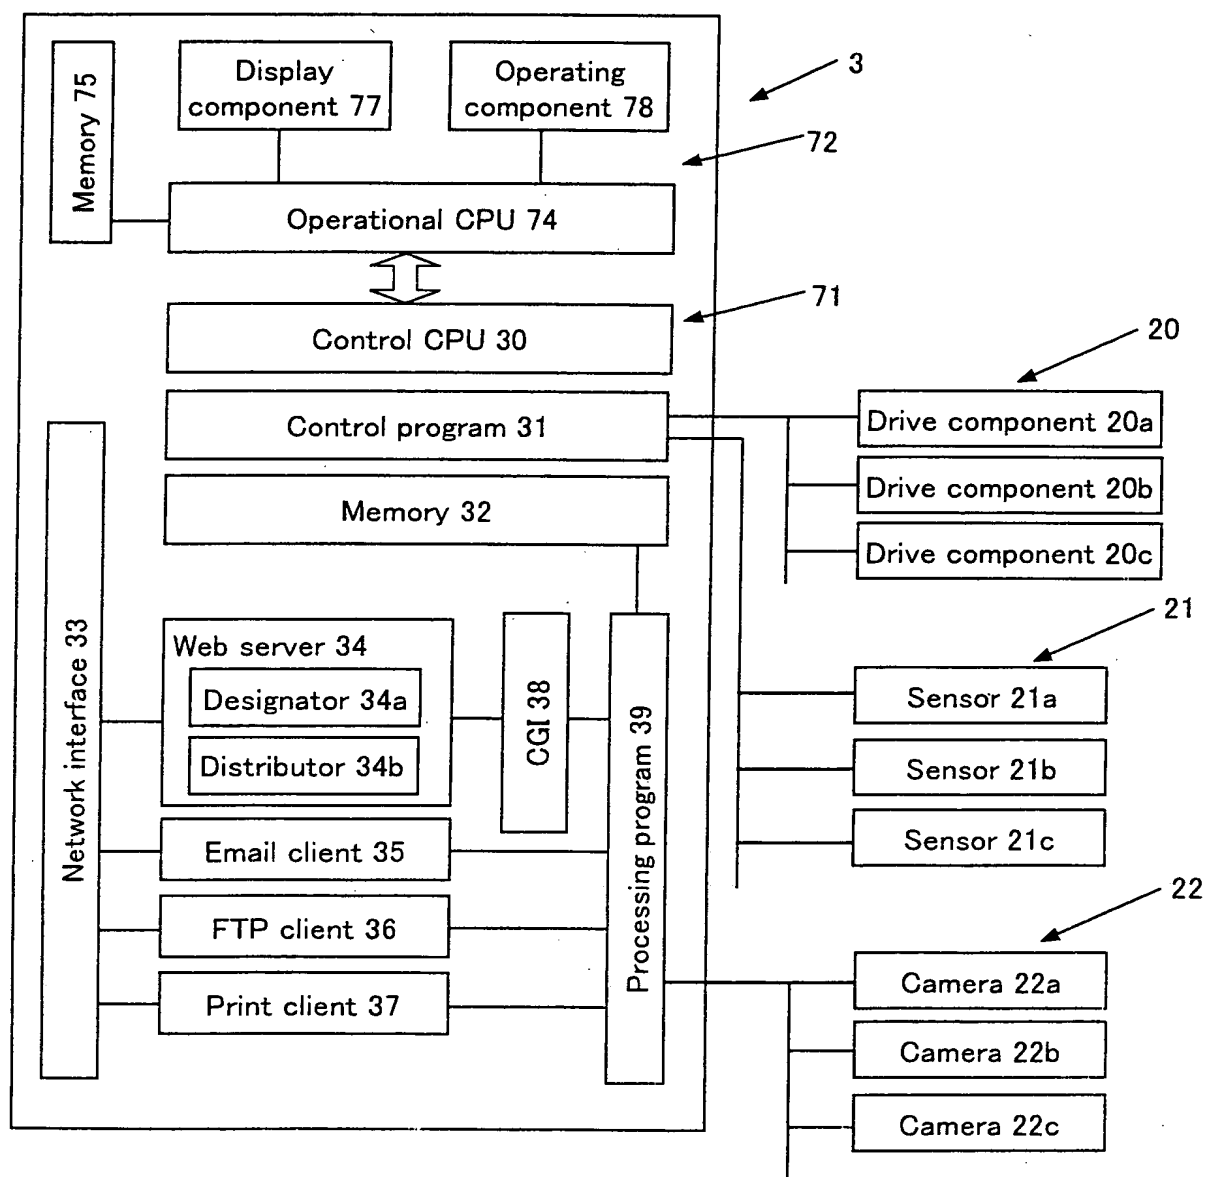 Memory 75
Display
component 77
Operating
component 78
3
72
Operational CPU 74
71
Control CPU 30
20
Control program 31
Drive component 20a
Memory 32
Drive component 20b
Drive component 20c
Network interface 33
Web server 34
Designator 34a
Distributor 34b
CGI 38
Processing program 39
21
Sensor 21a
Sensor 21b
Sensor 21c
Email client 35
FTP client 36
Print client 37
22
Camera 22a
Camera 22b
Camera 22c